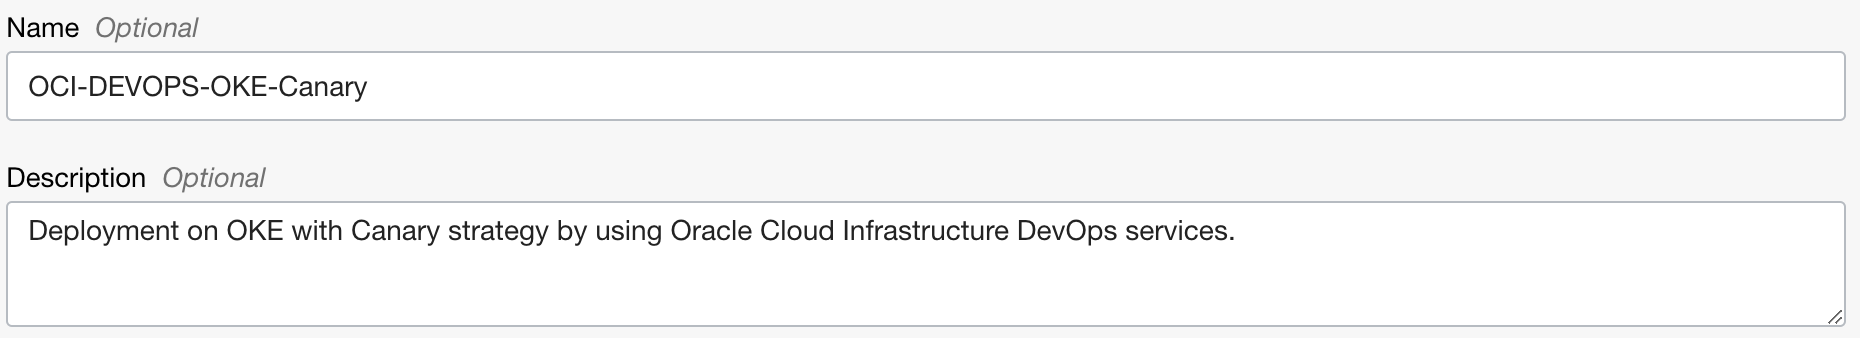 Name Optional
OCI-DEVOPS-OKE-Canary
Description Optional
Deployment on OKE with Canary strategy by using Oracle Cloud Infrastructure DevOps services.